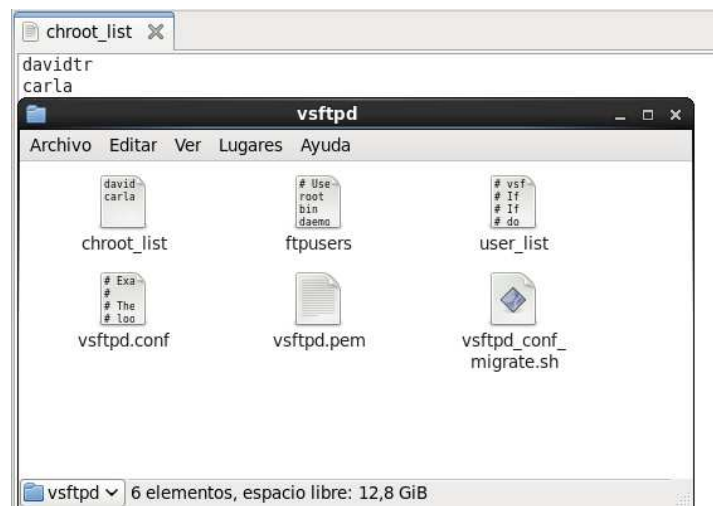 chroot_list
davidtr
carla
vsftpd
Archivo Editar Ver Lugares Ayuda
david
carla
chroot_list
# Use
root
bin
daemo
ftpusers
# vsf
# If
# If
# do
user_list
# Exa
#
# The
# loo
vsftpd.conf
vsftpd.pem
vsftpd_conf_
migrate.sh
vsftpd 6 elementos, espacio libre: 12,8 GiB